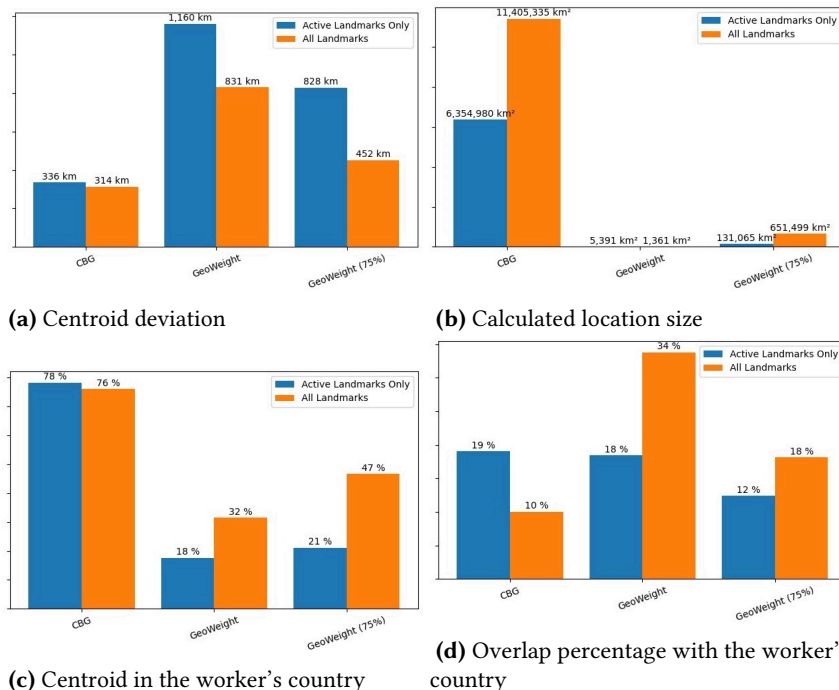 1,160 km
Active Landmarks Only
All Landmarks
831 km
828 km
452 km
336 km
314 km
CBG
GeoWeight
GeoWeight (75%)
(a) Centroid deviation
11,405,335 km²
Active Landmarks Only
All Landmarks
6,354,980 km²
5,391 km²
1,361 km²
131,065 km²
651,499 km²
CBG
GeoWeight
GeoWeight (75%)
(b) Calculated location size
78 %
76 %
Active Landmarks Only
All Landmarks
47 %
32 %
18 %
21 %
CBG
GeoWeight
GeoWeight (75%)
(c) Centroid in the worker's country
34 %
Active Landmarks Only
All Landmarks
19 %
18 %
18 %
10 %
12 %
CBG
GeoWeight
GeoWeight (75%)
(d) Overlap percentage with the worker'
country